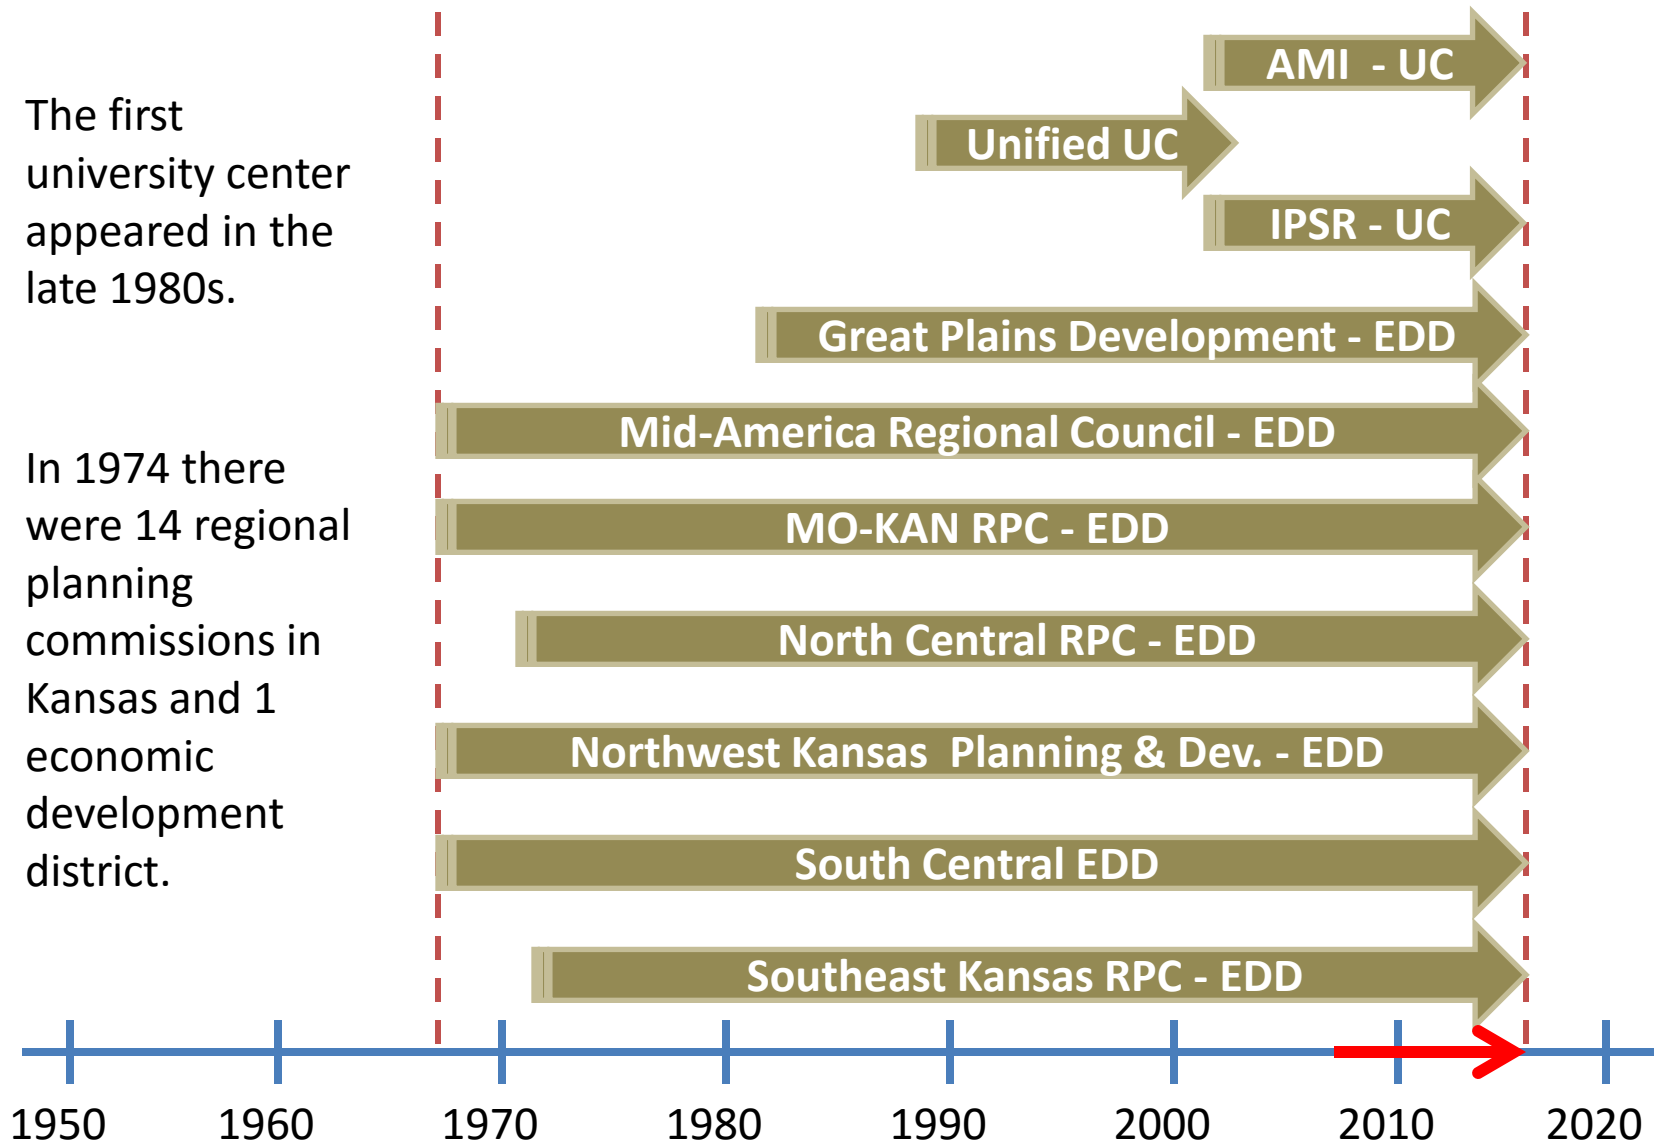 The first
university center
appeared in the
late 1980s.
In 1974 there
were 14 regional
planning
commissions in
Kansas and 1
economic
development
district.
AMI - UC
Unified UC
IPSR - UC
Great Plains Development - EDD
Mid-America Regional Council - EDD
MO-KAN RPC - EDD
North Central RPC - EDD
Northwest Kansas Planning & Dev. - EDD
South Central EDD
Southeast Kansas RPC - EDD
1950 1960 1970 1980 1990 2000 2010 2020